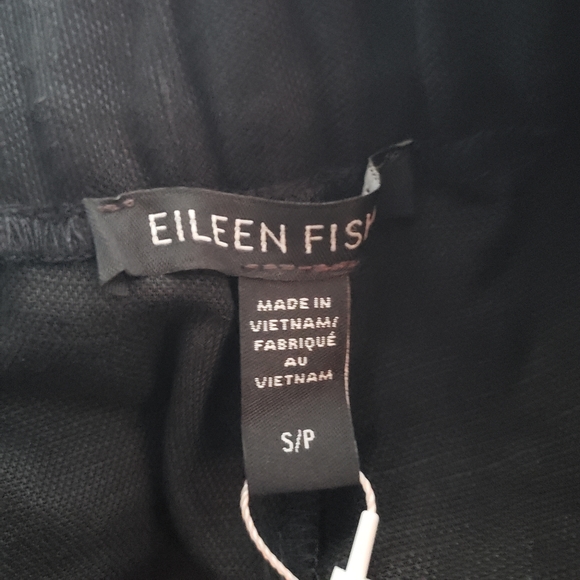 EILEEN FISH
MADE IN
VIETNAM/
FABRIQUÉ
AU
VIETNAM
S/P